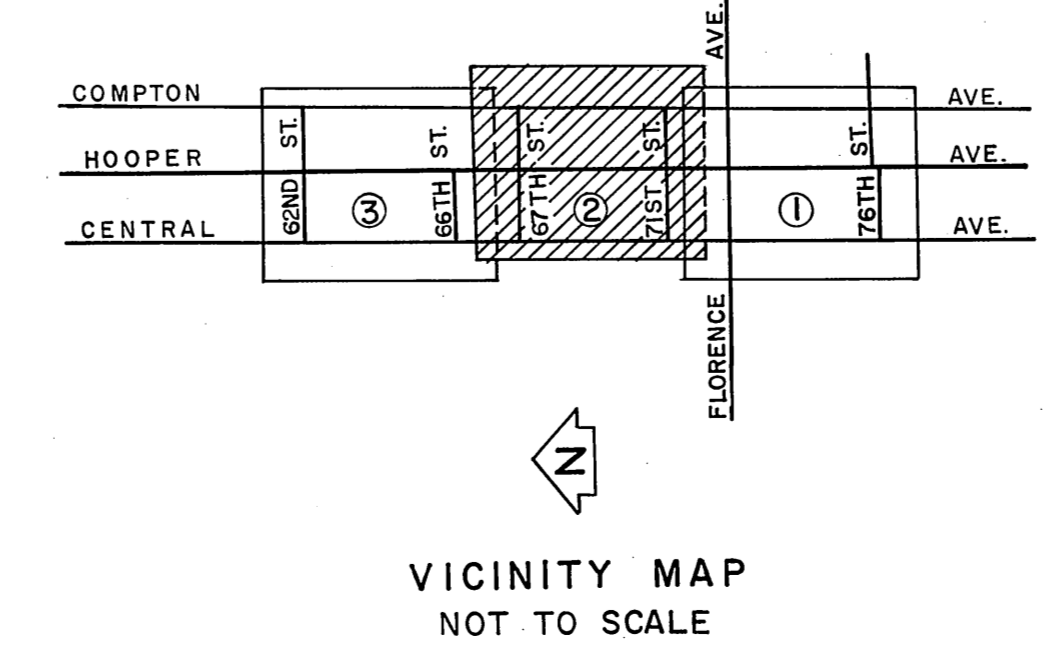 AVE.
COMPTON AVE.
ST. ST. ST. ST. ST.
HOOPER AVE.
62ND ③ 66TH 67TH ② 71ST ① 76TH
CENTRAL AVE.
FLORENCE
N
VICINITY MAP
NOT TO SCALE